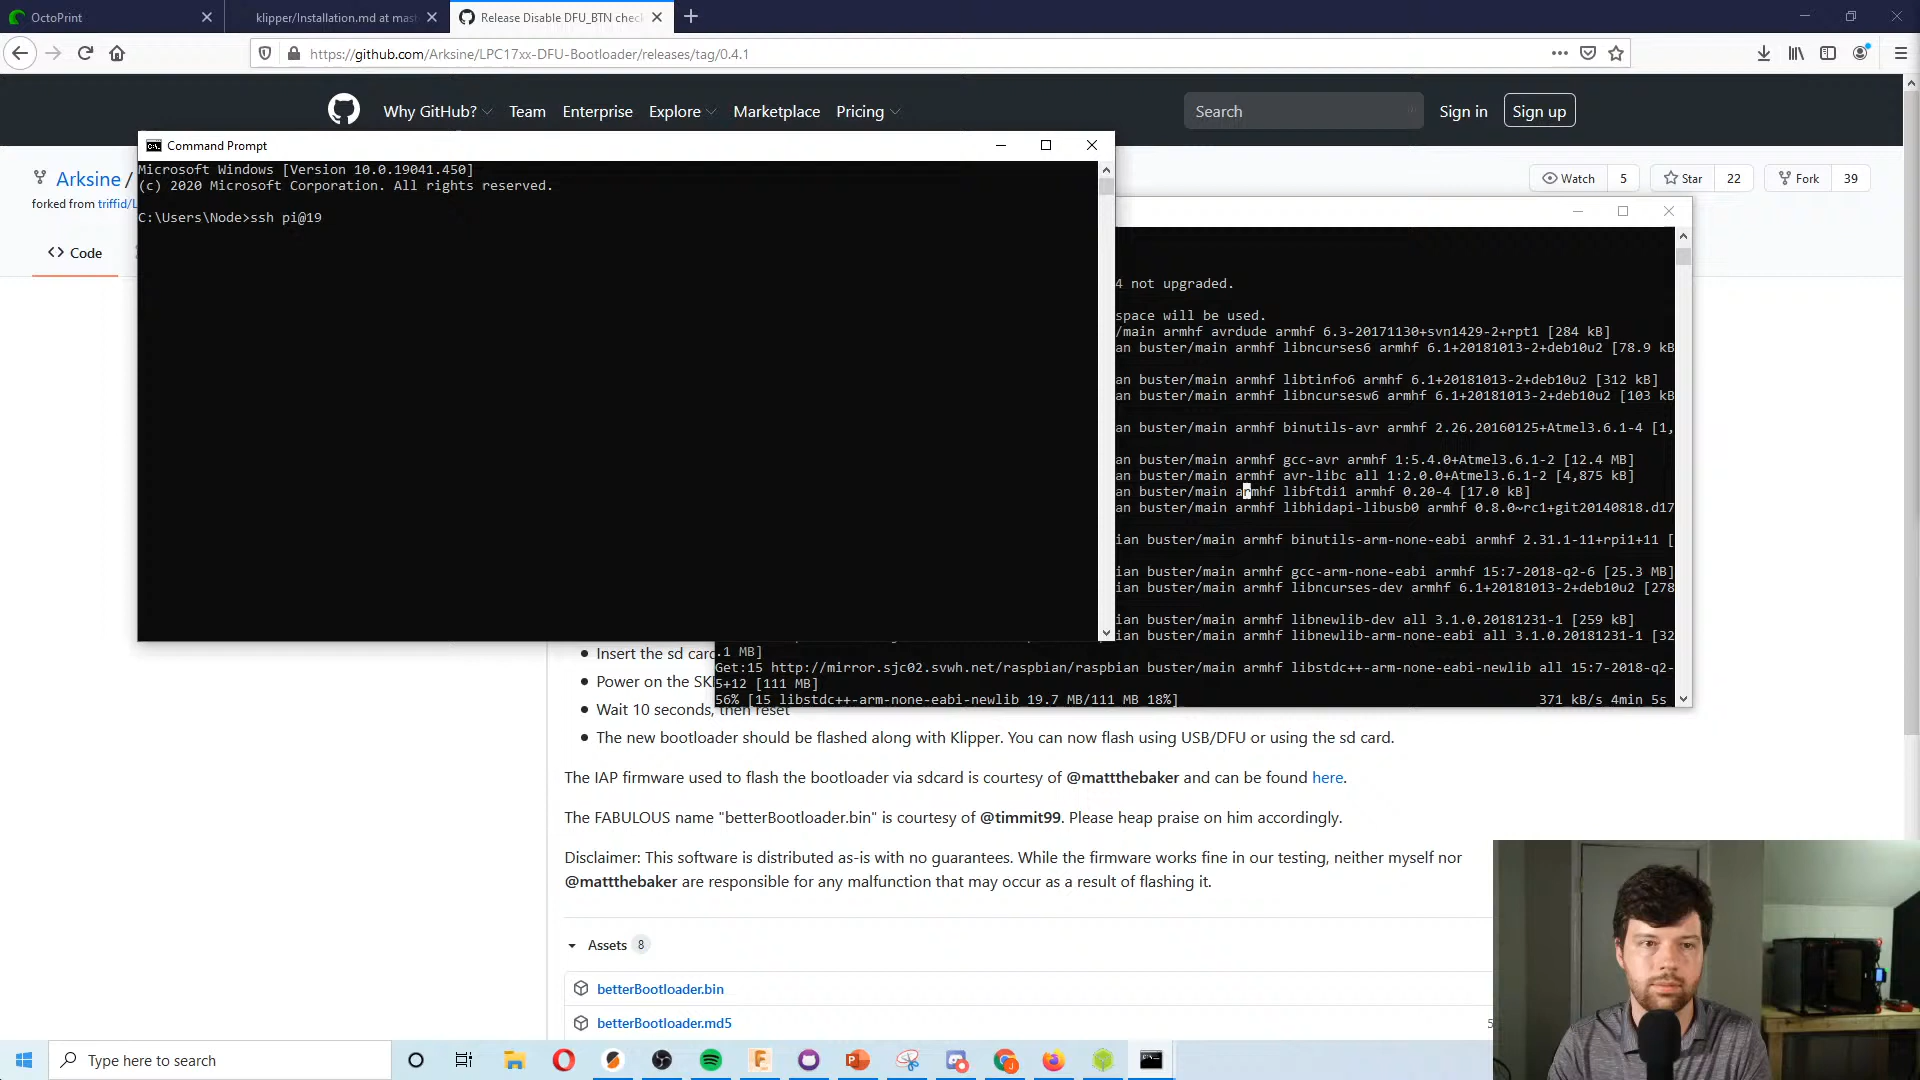 OctoPrint
klipper/Installation.md at mas
Release Disable DFU_BTN chec
https://github.com/Arksine/LPC17xx-DFU-Bootloader/releases/tag/0.4.1
Why GitHub?
Team
Enterprise
Explore
Marketplace
Pricing
Search
Sign in
Sign up
Arksine /
forked from triffid/L
Watch 5
Star 22
Fork 39
Code
Command Prompt
Microsoft Windows [Version 10.0.19041.450]
(c) 2020 Microsoft Corporation. All rights reserved.
C:\Users\Node>ssh pi@19
4 not upgraded.
space will be used.
/main armhf avrdude armhf 6.3-20171130+svn1429-2+rpt1 [284 kB]
an buster/main armhf libncurses6 armhf 6.1+20181013-2+deb10u2 [78.9 kB
an buster/main armhf libtinfo6 armhf 6.1+20181013-2+deb10u2 [312 kB]
an buster/main armhf libncursesw6 armhf 6.1+20181013-2+deb10u2 [103 kB
an buster/main armhf binutils-avr armhf 2.26.20160125+Atmel3.6.1-4 [1,
an buster/main armhf gcc-avr armhf 1:5.4.0+Atmel3.6.1-2 [12.4 MB]
an buster/main armhf avr-libc all 1:2.0.0+Atmel3.6.1-2 [4,875 kB]
an buster/main armhf libftdi1 armhf 0.20-4 [17.0 kB]
an buster/main armhf libhidapi-libusb0 armhf 0.8.0~rc1+git20140818.d17
ian buster/main armhf binutils-arm-none-eabi armhf 2.31.1-11+rpi1+11 [
ian buster/main armhf gcc-arm-none-eabi armhf 15:7-2018-q2-6 [25.3 MB]
ian buster/main armhf libncurses-dev armhf 6.1+20181013-2+deb10u2 [278
ian buster/main armhf libnewlib-dev all 3.1.0.20181231-1 [259 kB]
ian buster/main armhf libnewlib-arm-none-eabi all 3.1.0.20181231-1 [32
.1 MB]
Get:15 http://mirror.sjc02.svwh.net/raspbian/raspbian buster/main armhf libstdc++-arm-none-eabi-newlib all 15:7-2018-q2-
5+12 [111 MB]
56% [15 libstdc++-arm-none-eabi-newlib 19.7 MB/111 MB 18%] 371 kB/s 4min 5s
Insert the sd card
Power on the SK
Wait 10 seconds, then reset
The new bootloader should be flashed along with Klipper. You can now flash using USB/DFU or using the sd card.
The IAP firmware used to flash the bootloader via sdcard is courtesy of @mattthebaker and can be found here.
The FABULOUS name "betterBootloader.bin" is courtesy of @timmit99. Please heap praise on him accordingly.
Disclaimer: This software is distributed as-is with no guarantees. While the firmware works fine in our testing, neither myself nor
@mattthebaker are responsible for any malfunction that may occur as a result of flashing it.
Assets 8
betterBootloader.bin
betterBootloader.md5
5
Type here to search